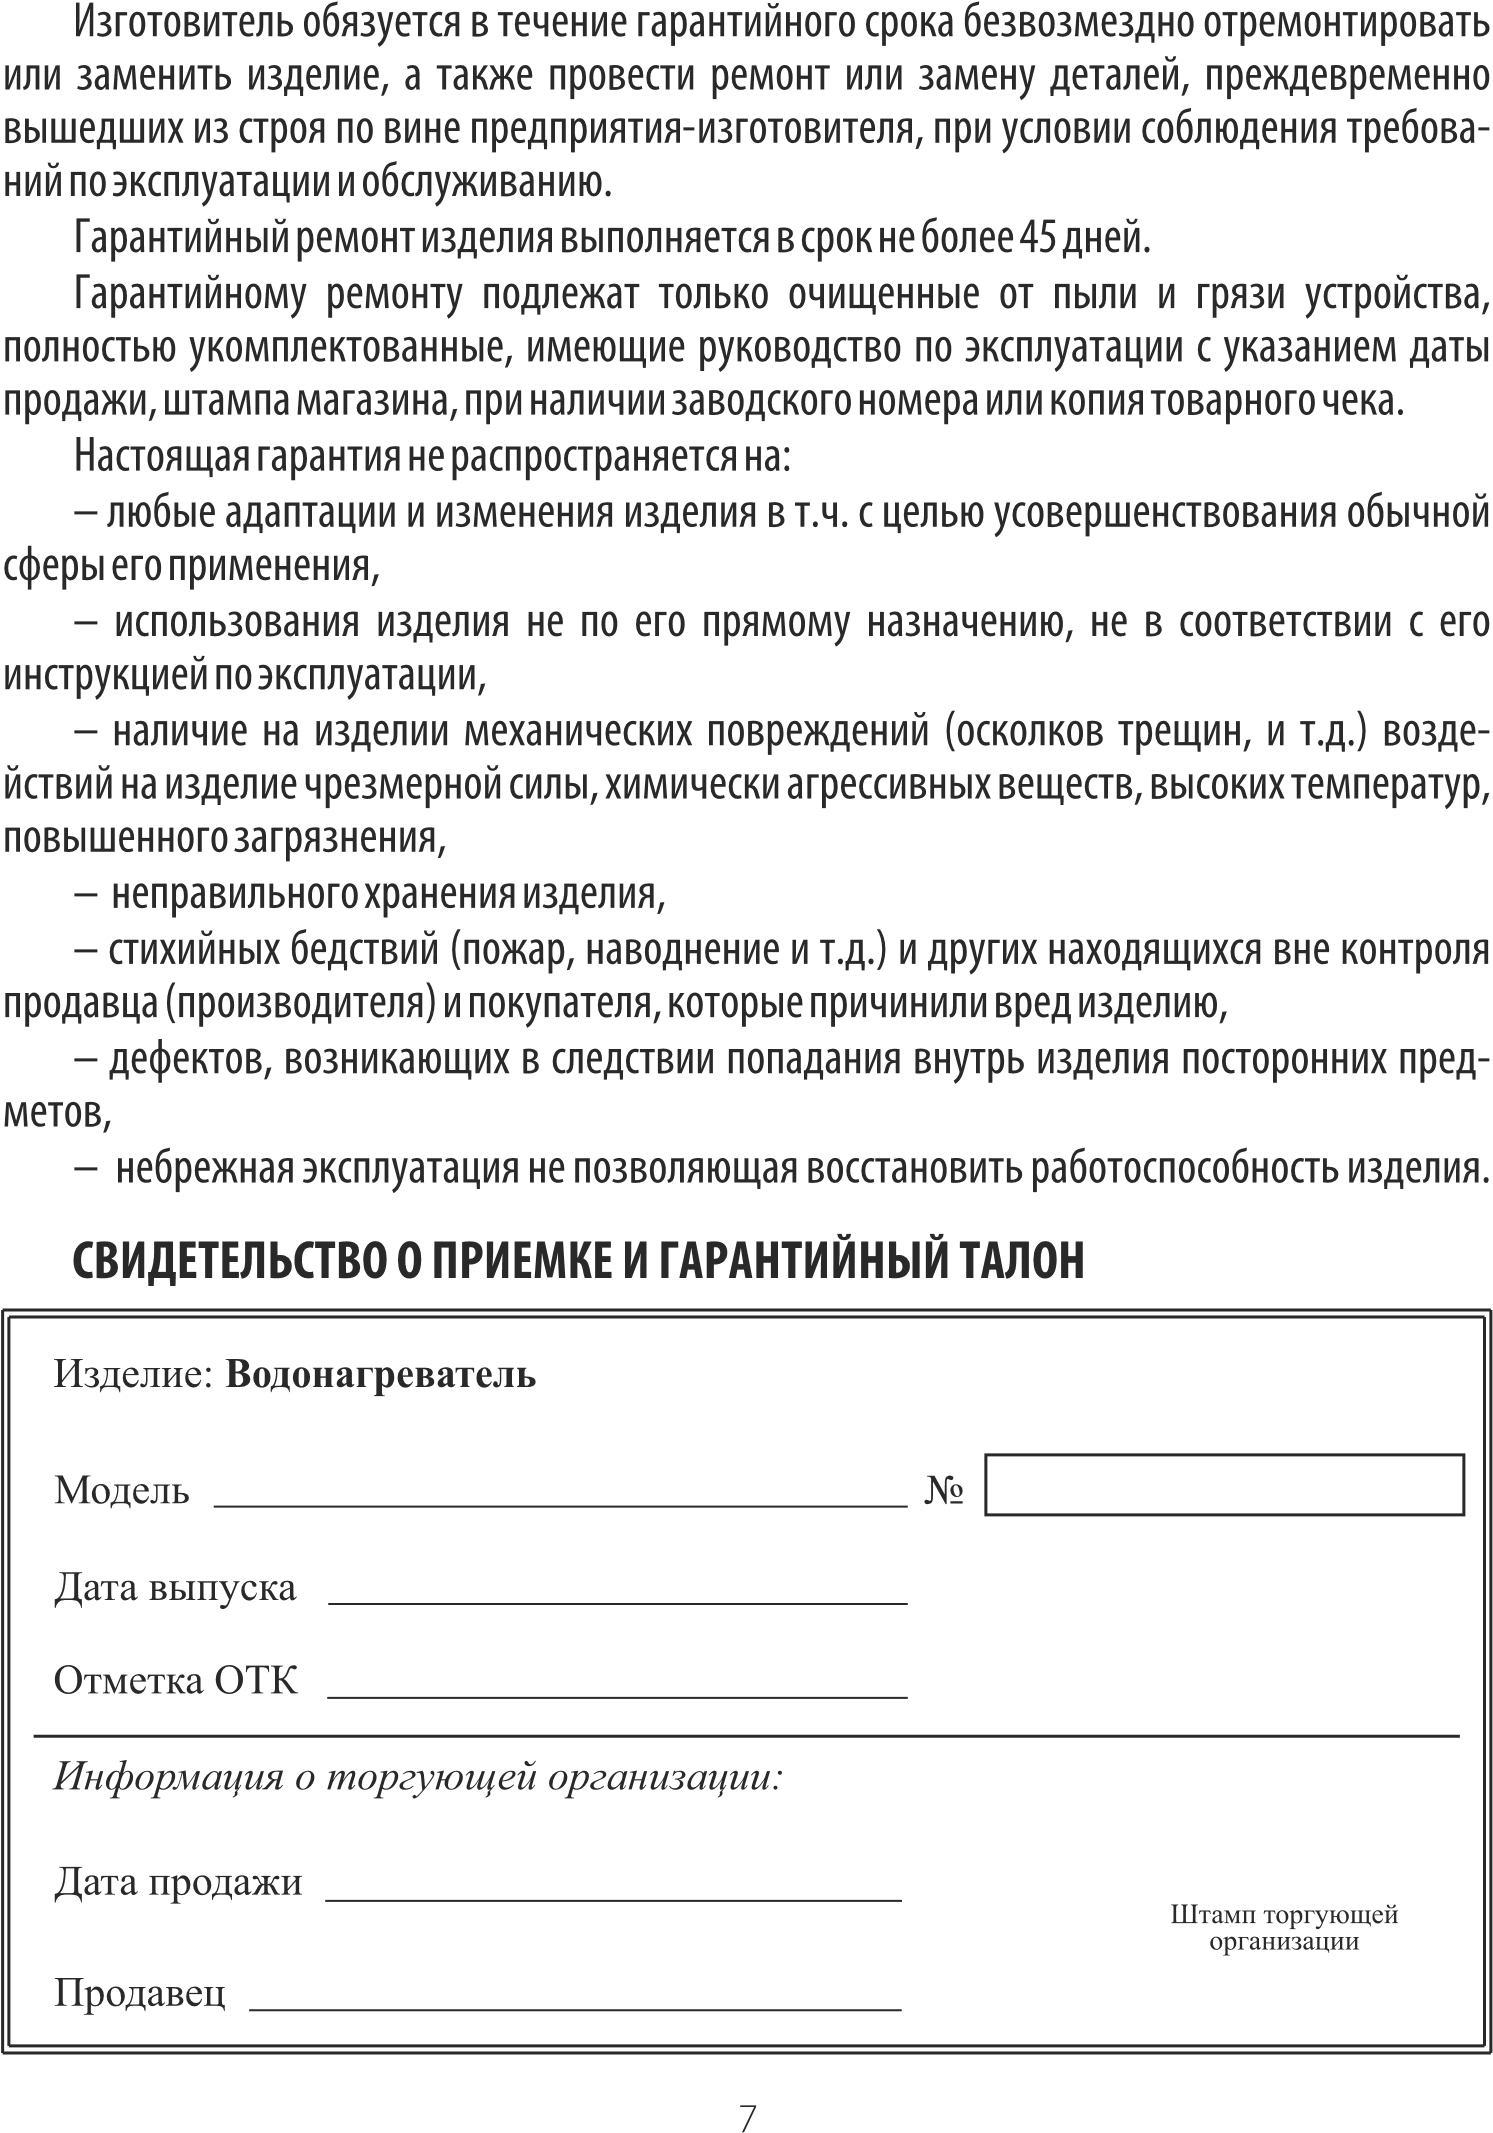 Изготовитель обязуется в течение гарантийного срока безвозмездно отремонтировать
или заменить изделие, а также провести ремонт или замену деталей, преждевременно
вышедших из строя по вине предприятия-изготовителя, при условии соблюдения требова-
ний по эксплуатации и обслуживанию.
Гарантийный ремонт изделия выполняется в срок не более 45 дней.
Гарантийному ремонту подлежат только очищенные от пыли и грязи устройства,
полностью укомплектованные, имеющие руководство по эксплуатации с указанием даты
продажи, штампа магазина, при наличии заводского номера или копия товарного чека.
Настоящая гарантия не распространяется на:
– любые адаптации и изменения изделия в т.ч. с целью усовершенствования обычной
сферы его применения,
– использования изделия не по его прямому назначению, не в соответствии с его
инструкцией по эксплуатации,
– наличие на изделии механических повреждений (осколков трещин, и т.д.) возде-
йствий на изделие чрезмерной силы, химически агрессивных веществ, высоких температур,
повышенного загрязнения,
– неправильного хранения изделия,
– стихийных бедствий (пожар, наводнение и т.д.) и других находящихся вне контроля
продавца (производителя) и покупателя, которые причинили вред изделию,
– дефектов, возникающих в следствии попадания внутрь изделия посторонних пред-
метов,
– небрежная эксплуатация не позволяющая восстановить работоспособность изделия.
СВИДЕТЕЛЬСТВО О ПРИЕМКЕ И ГАРАНТИЙНЫЙ ТАЛОН
Изделие: Водонагреватель
Модель №
Дата выпуска
Отметка ОТК
Информация о торгующей организации:
Дата продажи
Штамп торгующей
организации
Продавец
7